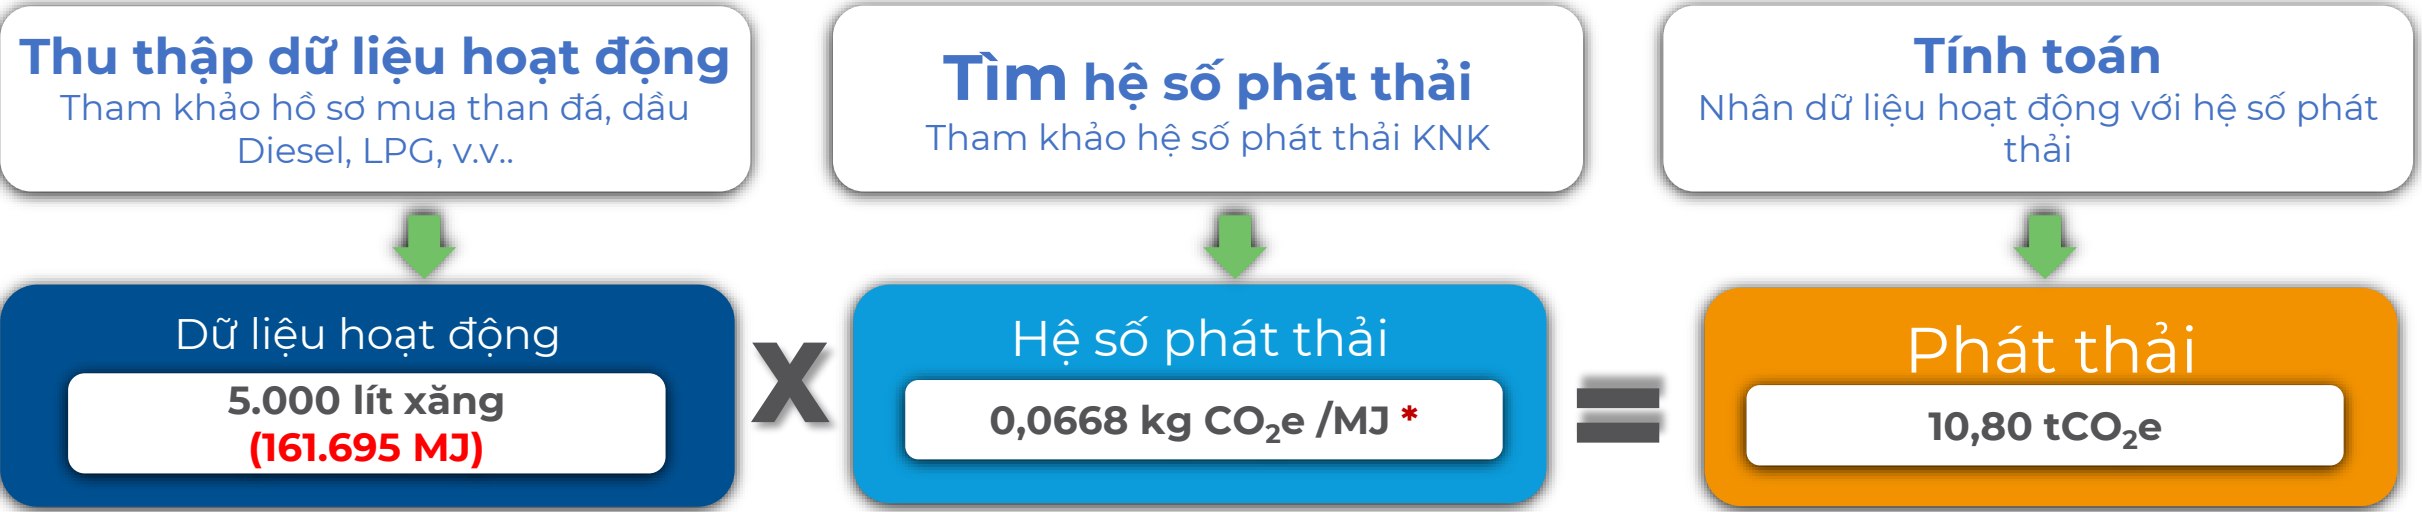 Thu thập dữ liệu hoạt động
Tham khảo hồ sơ mua than đá, dầu
Diesel, LPG, v.v..
Tìm hệ số phát thải
Tham khảo hệ số phát thải KNK
Tính toán
Nhân dữ liệu hoạt động với hệ số phát
thải
Dữ liệu hoạt động
5.000 lít xăng
(161.695 MJ)
X
Hệ số phát thải
0,0668 kg CO₂e /MJ *
=
Phát thải
10,80 tCO₂e